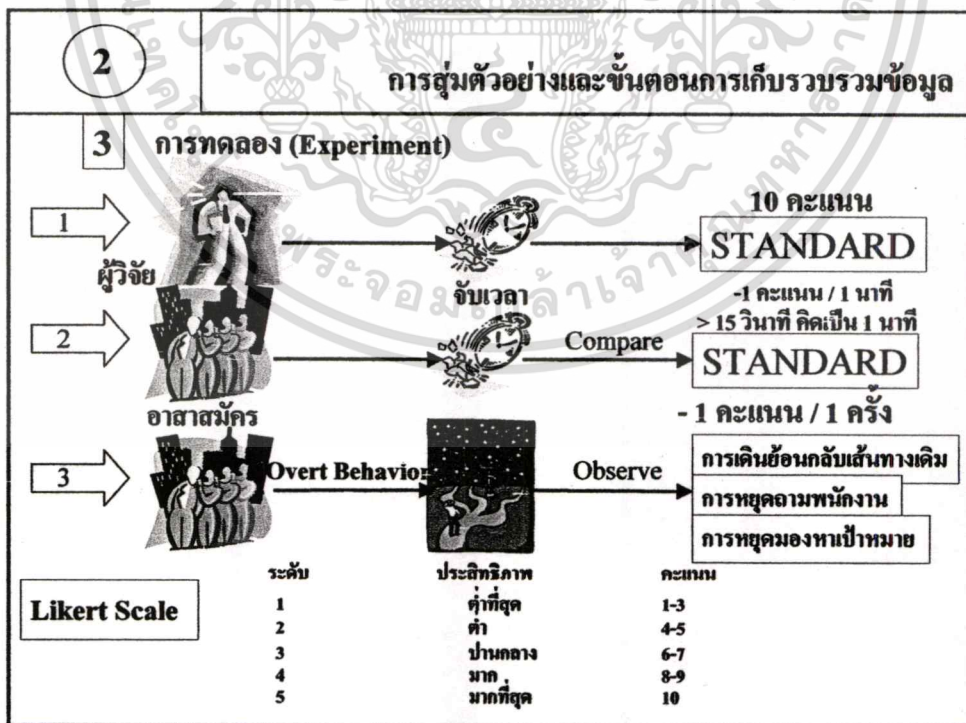 2
การสุ่มตัวอย่างและขั้นตอนการเก็บรวบรวมข้อมูล
3 การทดลอง (Experiment)
1
ผู้วิจัย
10 คะแนน
STANDARD
จับเวลา
-1 คะแนน / 1 นาที
> 15 วินาที คิดเป็น 1 นาที
2
Compare
STANDARD
อาสาสมัคร
- 1 คะแนน / 1 ครั้ง
3
Overt Behavior
Observe
การเดินย้อนกลับเส้นทางเดิม
การหยุดถามพนักงาน
การหยุดมองหาเป้าหมาย
Likert Scale
ระดับ ประสิทธิภาพ คะแนน
1 ต่ำที่สุด 1-3
2 ต่ำ 4-5
3 ปานกลาง 6-7
4 มาก 8-9
5 มากที่สุด 10